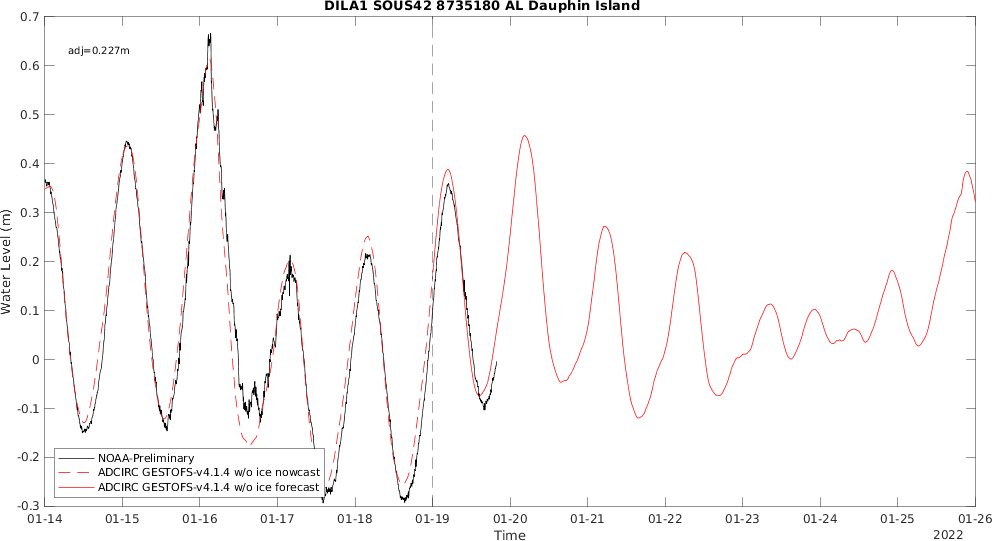 DILA1 SOUS42 8735180 AL Dauphin Island
adj=0.227m
Water Level (m)
0.7
0.6
0.5
0.4
0.3
0.2
0.1
0
-0.1
-0.2
-0.3
NOAA-Preliminary
ADCIRC GESTOFS-v4.1.4 w/o ice nowcast
ADCIRC GESTOFS-v4.1.4 w/o ice forecast
01-14 01-15 01-16 01-17 01-18 01-19 01-20 01-21 01-22 01-23 01-24 01-25 01-26
Time
2022